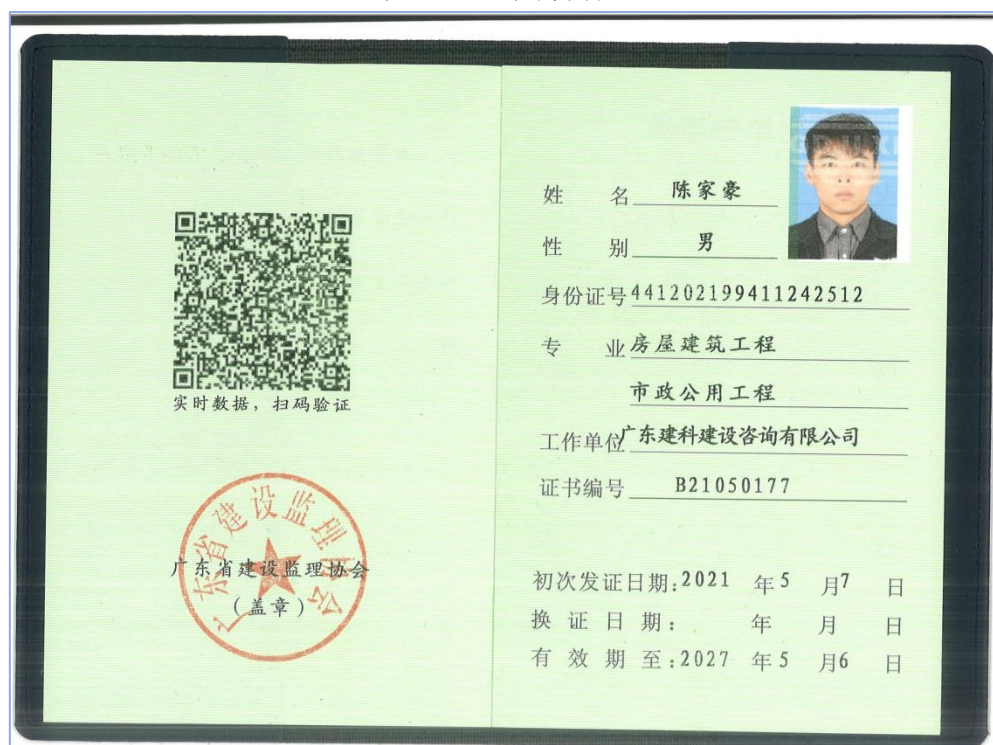 实时数据，扫码验证
广东省建设监理协会
广东省建设监理协会
（盖章）
姓 名 陈家豪
性 别 男
身份证号 441202199411242512
专 业 房屋建筑工程
市政公用工程
工作单位 广东建科建设咨询有限公司
证书编号 B21050177
初次发证日期:2021 年5 月7 日
换 证 日 期： 年 月 日
有 效 期 至:2027 年5 月6 日